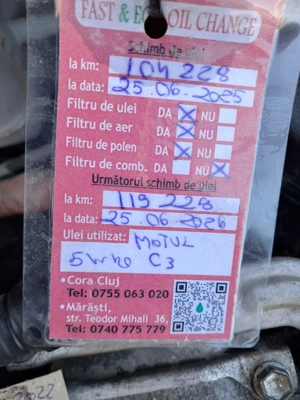 FAST & ECO OIL CHANGE
Schimb de ulei
la km: 104 228
la data: 25.06.2025
Filtru de ulei DA X NU
Filtru de aer DA X NU
Filtru de polen DA X NU
Filtru de comb. DA NU X
Următorul schimb de ulei
la km: 119 228
la data: 25.06.2026
Ulei utilizat: MOTUL
5W40 C3
• Cora Cluj
Tel: 0755 063 020
• Mărăști,
str. Teodor Mihali 36,
Tel: 0740 775 779
2022